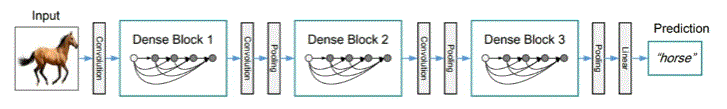 Input
Prediction
Convolution
Dense Block 1
Convolution
Pooling
Dense Block 2
Convolution
Pooling
Dense Block 3
Pooling
Linear
“horse”